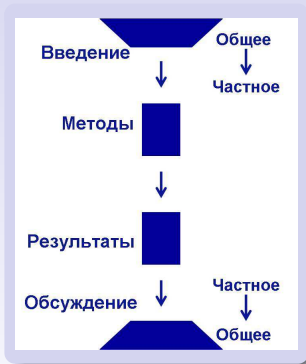 Общее
Введение
Частное
Методы
Результаты
Частное
Обсуждение
Общее